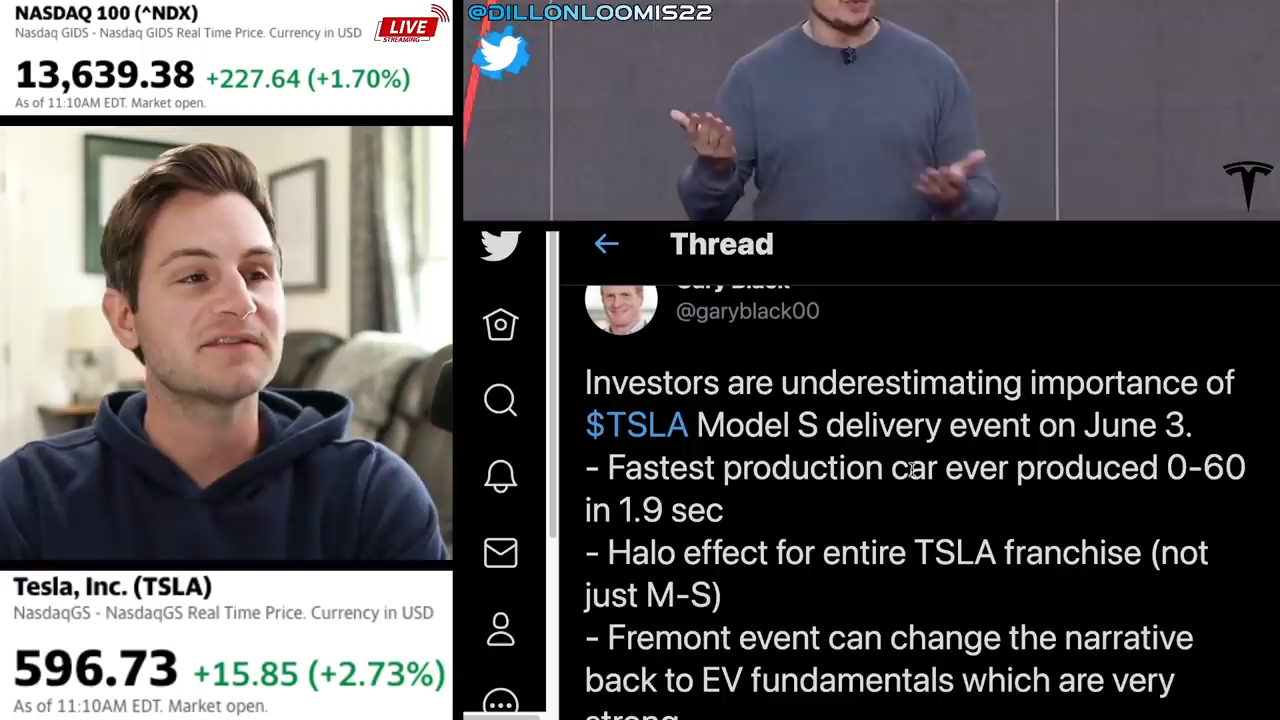 NASDAQ 100 (^NDX)
Nasdaq GIDS - Nasdaq GIDS Real Time Price. Currency in USD
LIVE
STREAMING
13,639.38 +227.64 (+1.70%)
As of 11:10AM EDT. Market open.
@DILLONLOOMIS22
Thread
Gary Black
@garyblack00
Investors are underestimating importance of
$TSLA Model S delivery event on June 3.
- Fastest production car ever produced 0-60
in 1.9 sec
- Halo effect for entire TSLA franchise (not
just M-S)
- Fremont event can change the narrative
back to EV fundamentals which are very
strong
Tesla, Inc. (TSLA)
NasdaqGS - NasdaqGS Real Time Price. Currency in USD
596.73 +15.85 (+2.73%)
As of 11:10AM EDT. Market open.